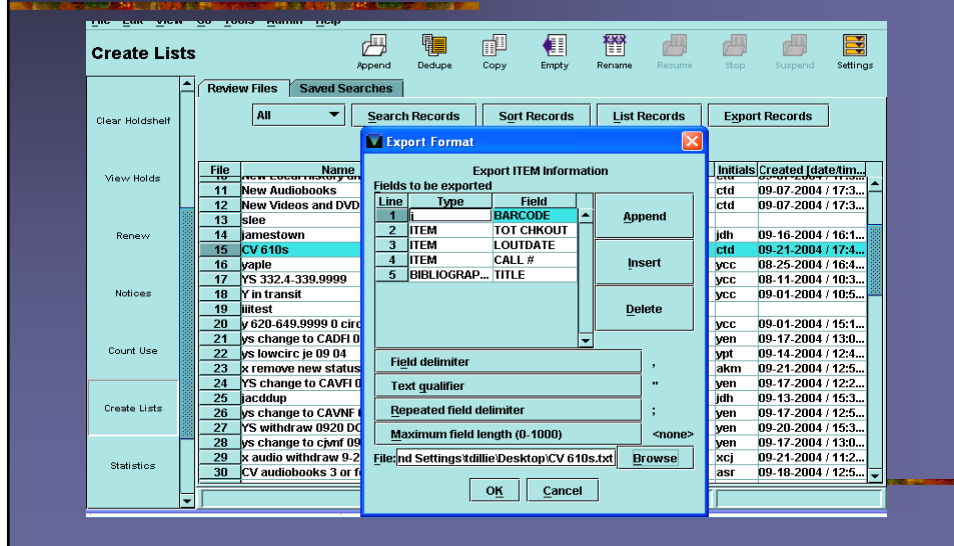 File Edit View Go Tools Admin Help
Create Lists
Append Dedupe Copy Empty Rename Resume Stop Suspend Settings
Clear Holdshelf
View Holds
Renew
Notices
Count Use
Create Lists
Statistics
Review Files Saved Searches
All Search Records Sort Records List Records Export Records
File Name Initials Created [date/tim...
11 New Audiobooks ctd 09-07-2004 / 17:3...
12 New Videos and DVD ctd 09-07-2004 / 17:3...
13 slee
14 jamestown jdh 09-16-2004 / 16:1...
15 CV 610s ctd 09-21-2004 / 17:4...
16 yaple ycc 08-25-2004 / 16:4...
17 YS 332.4-339.9999 ycc 08-11-2004 / 10:3...
18 Y in transit ycc 09-01-2004 / 10:5...
19 iiitest
20 y 620-649.9999 0 circ ycc 09-01-2004 / 15:1...
21 ys change to CADFI 0 yen 09-17-2004 / 13:0...
22 ys lowcirc je 09 04 ypt 09-14-2004 / 12:4...
23 x remove new status akm 09-21-2004 / 12:5...
24 YS change to CAVFI 0 yen 09-17-2004 / 12:2...
25 jacddup jdh 09-13-2004 / 15:3...
26 ys change to CAVNF yen 09-17-2004 / 12:5...
27 YS withdraw 0920 DC yen 09-20-2004 / 15:3...
28 ys change to cjvnf 09 yen 09-17-2004 / 13:0...
29 x audio withdraw 9-2 xcj 09-21-2004 / 11:2...
30 CV audiobooks 3 or f asr 09-18-2004 / 12:5...
Export Format
Export ITEM Information
Fields to be exported
Line Type Field
1 i BARCODE
2 ITEM TOT CHKOUT
3 ITEM LOUTDATE
4 ITEM CALL #
5 BIBLIOGRAP... TITLE
Append
Insert
Delete
Field delimiter ,
Text qualifier "
Repeated field delimiter ;
Maximum field length (0-1000) <none>
File: nd Settings\tdillie\Desktop\CV 610s.txt Browse
OK Cancel